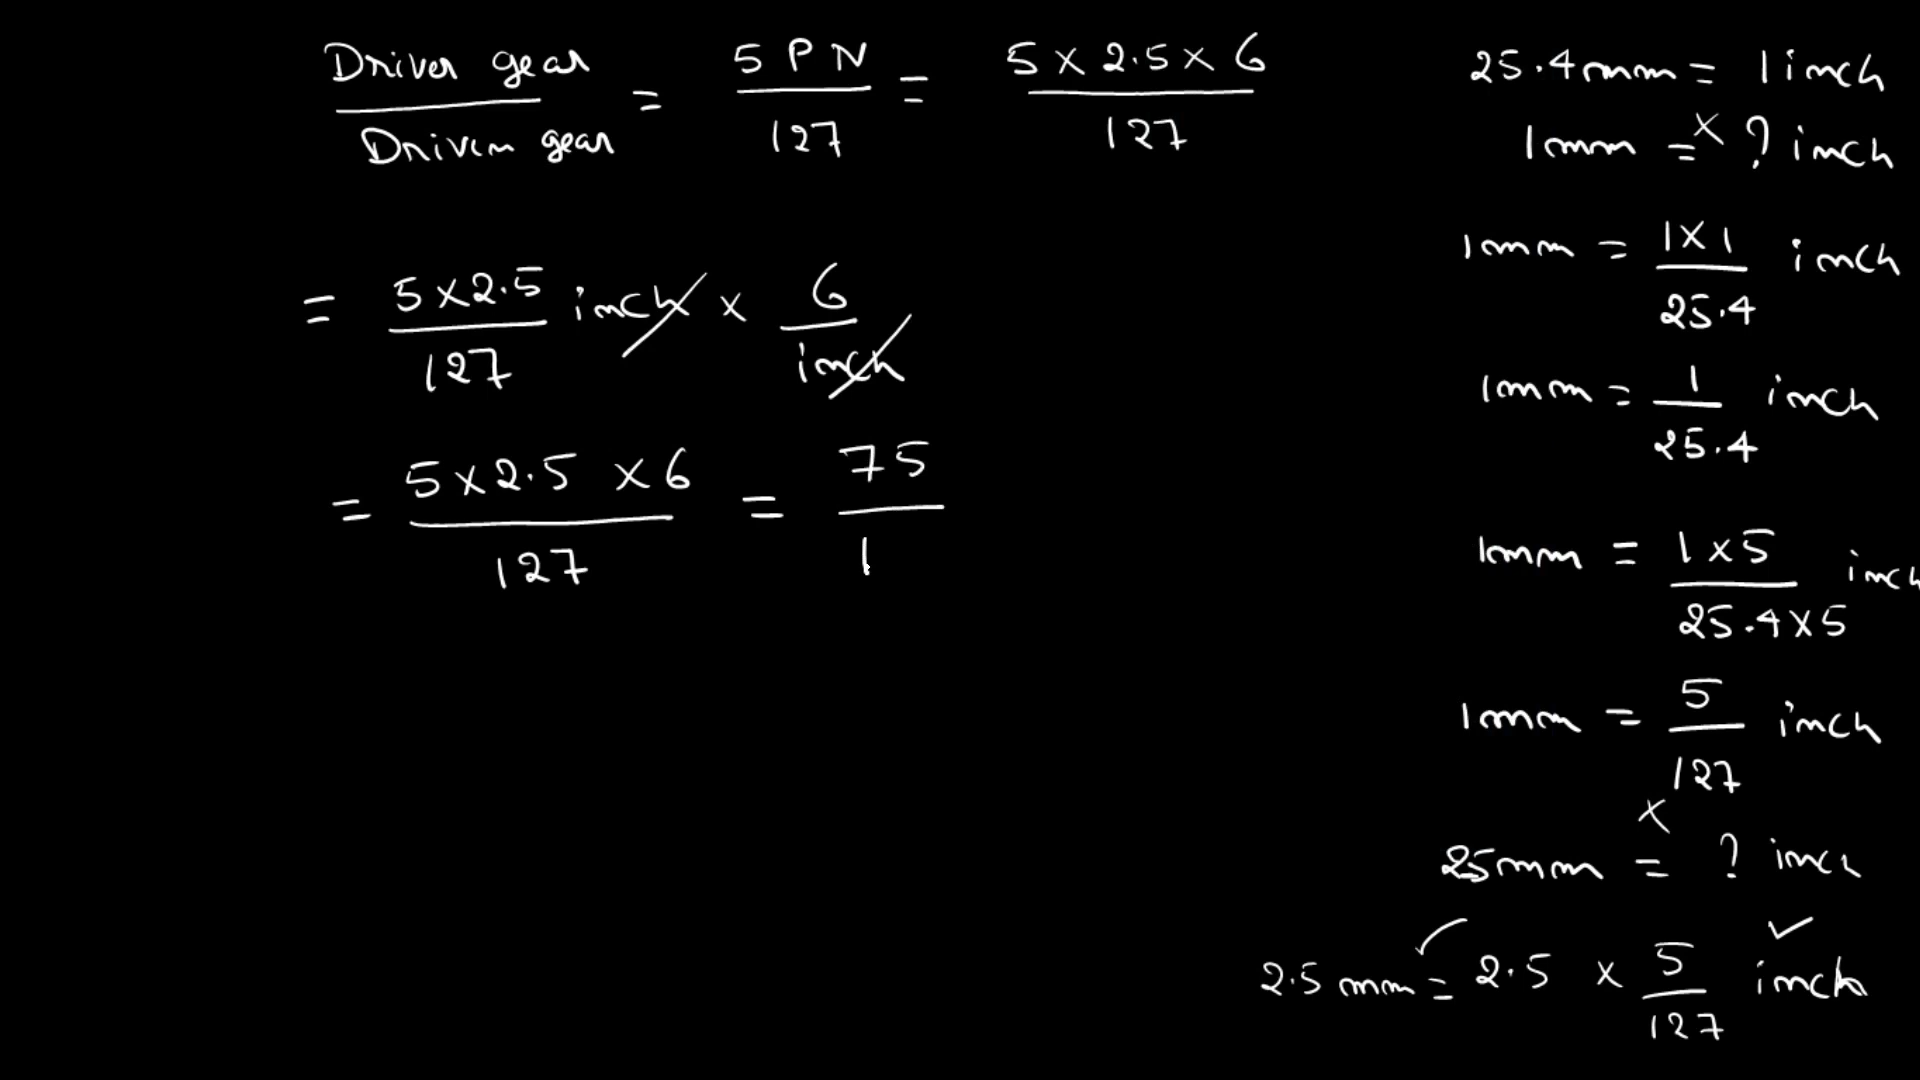 Driver gear / Driven gear = 5 P N / 127 = 5 x 2.5 x 6 / 127
= 5 x 2.5 / 127 inch x 6 / inch
= 5 x 2.5 x 6 / 127 = 75 / 1
25.4 mm = 1 inch
1 mm = x ? inch
1 mm = 1 x 1 / 25.4 inch
1 mm = 1 / 25.4 inch
1 mm = 1 x 5 / 25.4 x 5 inch
1 mm = 5 / 127 inch
25 mm = x ? inch
2.5 mm = 2.5 x 5 / 127 inch